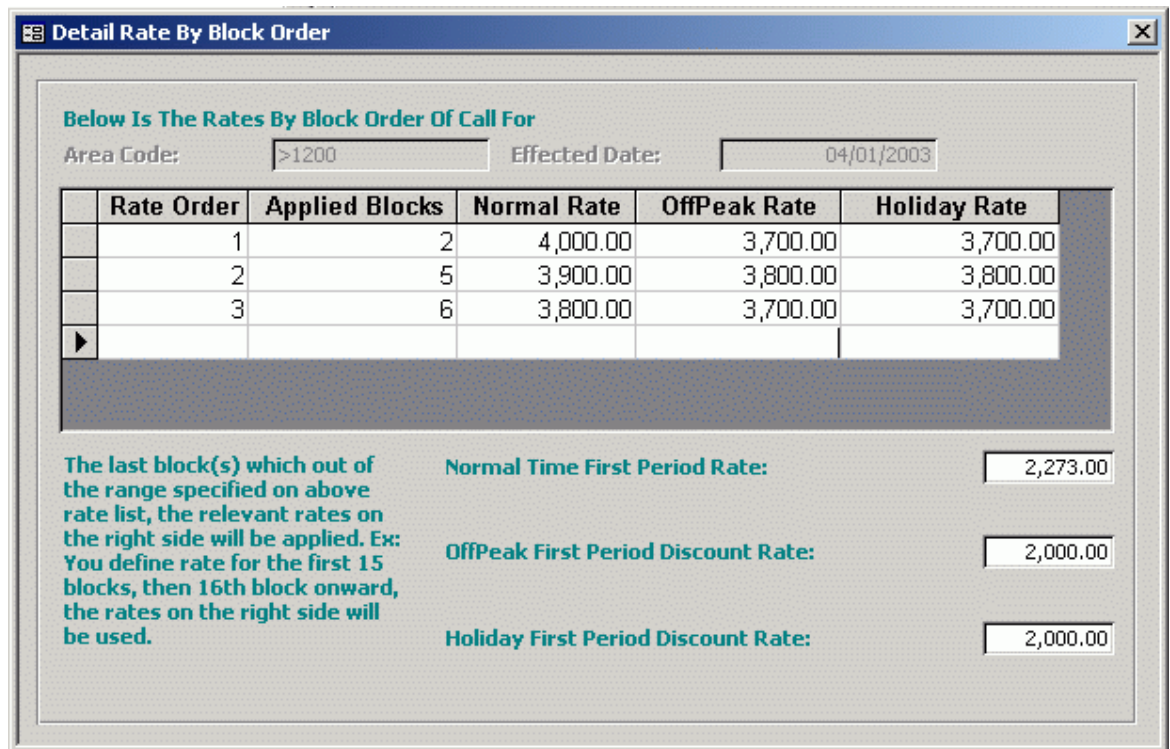 Detail Rate By Block Order
Below Is The Rates By Block Order Of Call For
Area Code: >1200 Effected Date: 04/01/2003
Rate Order Applied Blocks Normal Rate OffPeak Rate Holiday Rate
1 2 4,000.00 3,700.00 3,700.00
2 5 3,900.00 3,800.00 3,800.00
3 6 3,800.00 3,700.00 3,700.00
The last block(s) which out of
the range specified on above
rate list, the relevant rates on
the right side will be applied. Ex:
You define rate for the first 15
blocks, then 16th block onward,
the rates on the right side will
be used.
Normal Time First Period Rate: 2,273.00
OffPeak First Period Discount Rate: 2,000.00
Holiday First Period Discount Rate: 2,000.00